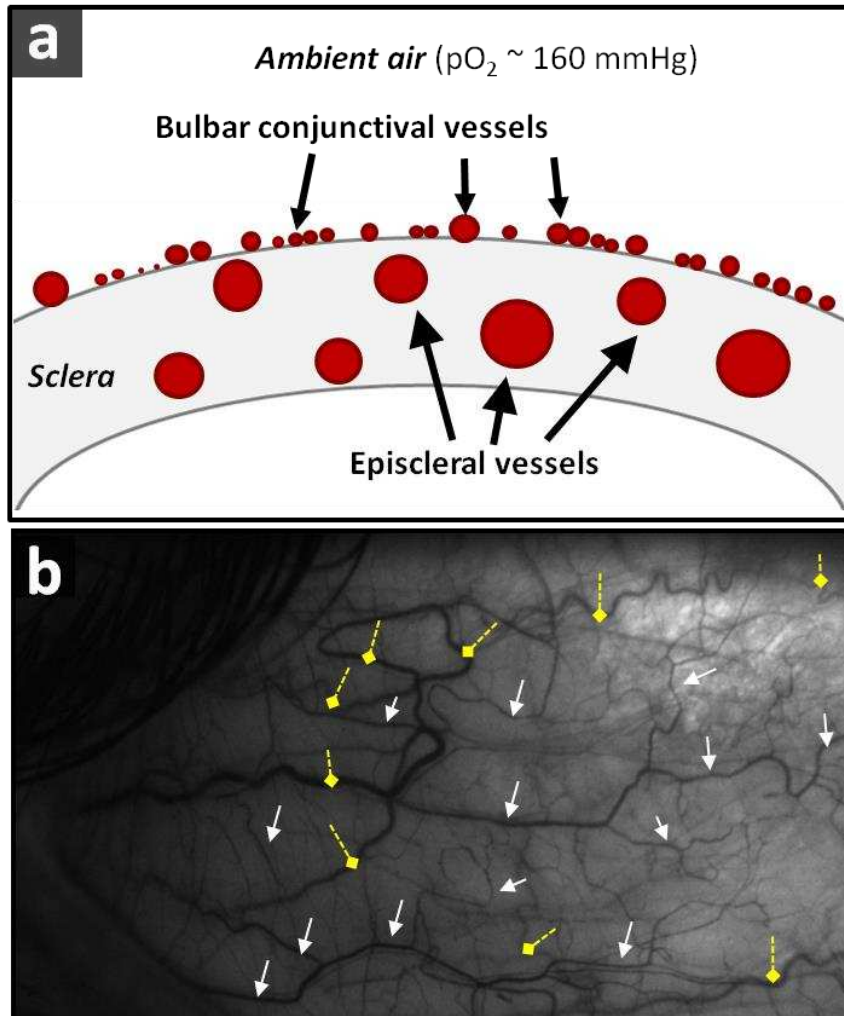 a
Ambient air (pO₂ ~ 160 mmHg)
Bulbar conjunctival vessels
Sclera
Episcleral vessels
b